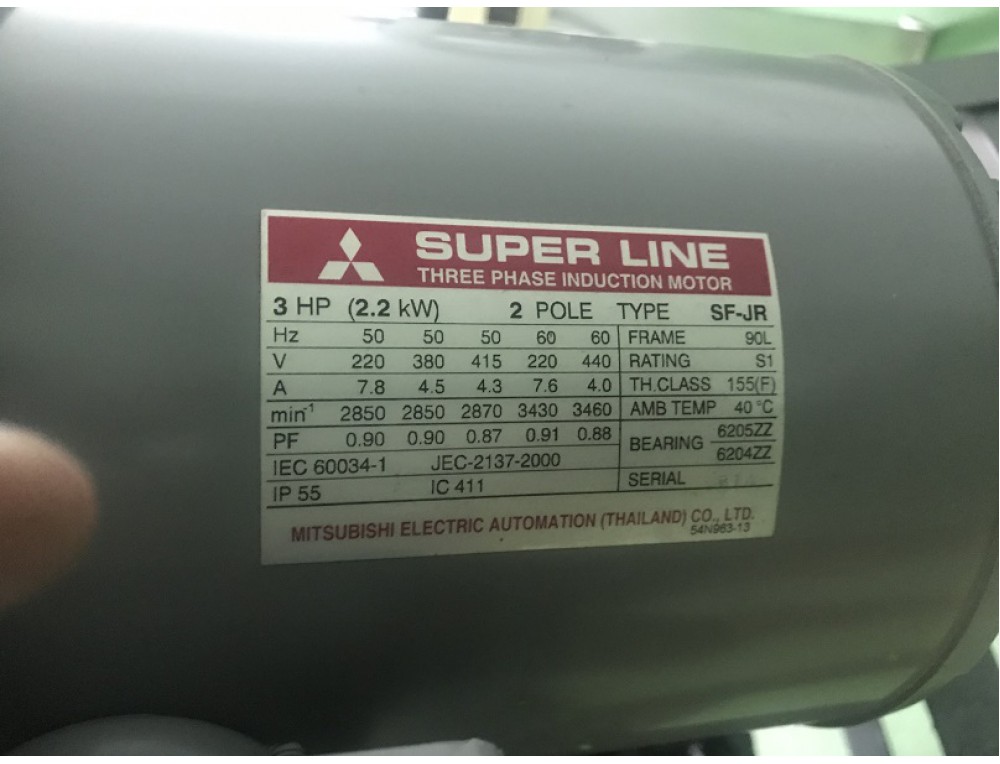 SUPER LINE
THREE PHASE INDUCTION MOTOR
3 HP (2.2 kW) 2 POLE TYPE SF-JR
Hz 50 50 50 60 60 FRAME 90L
V 220 380 415 220 440 RATING S1
A 7.8 4.5 4.3 7.6 4.0 TH.CLASS 155(F)
min-1 2850 2850 2870 3430 3460 AMB TEMP 40 °C
PF 0.90 0.90 0.87 0.91 0.88 BEARING 6205ZZ
6204ZZ
IEC 60034-1 JEC-2137-2000
IP 55 IC 411 SERIAL
MITSUBISHI ELECTRIC AUTOMATION (THAILAND) CO., LTD.
54N963-13